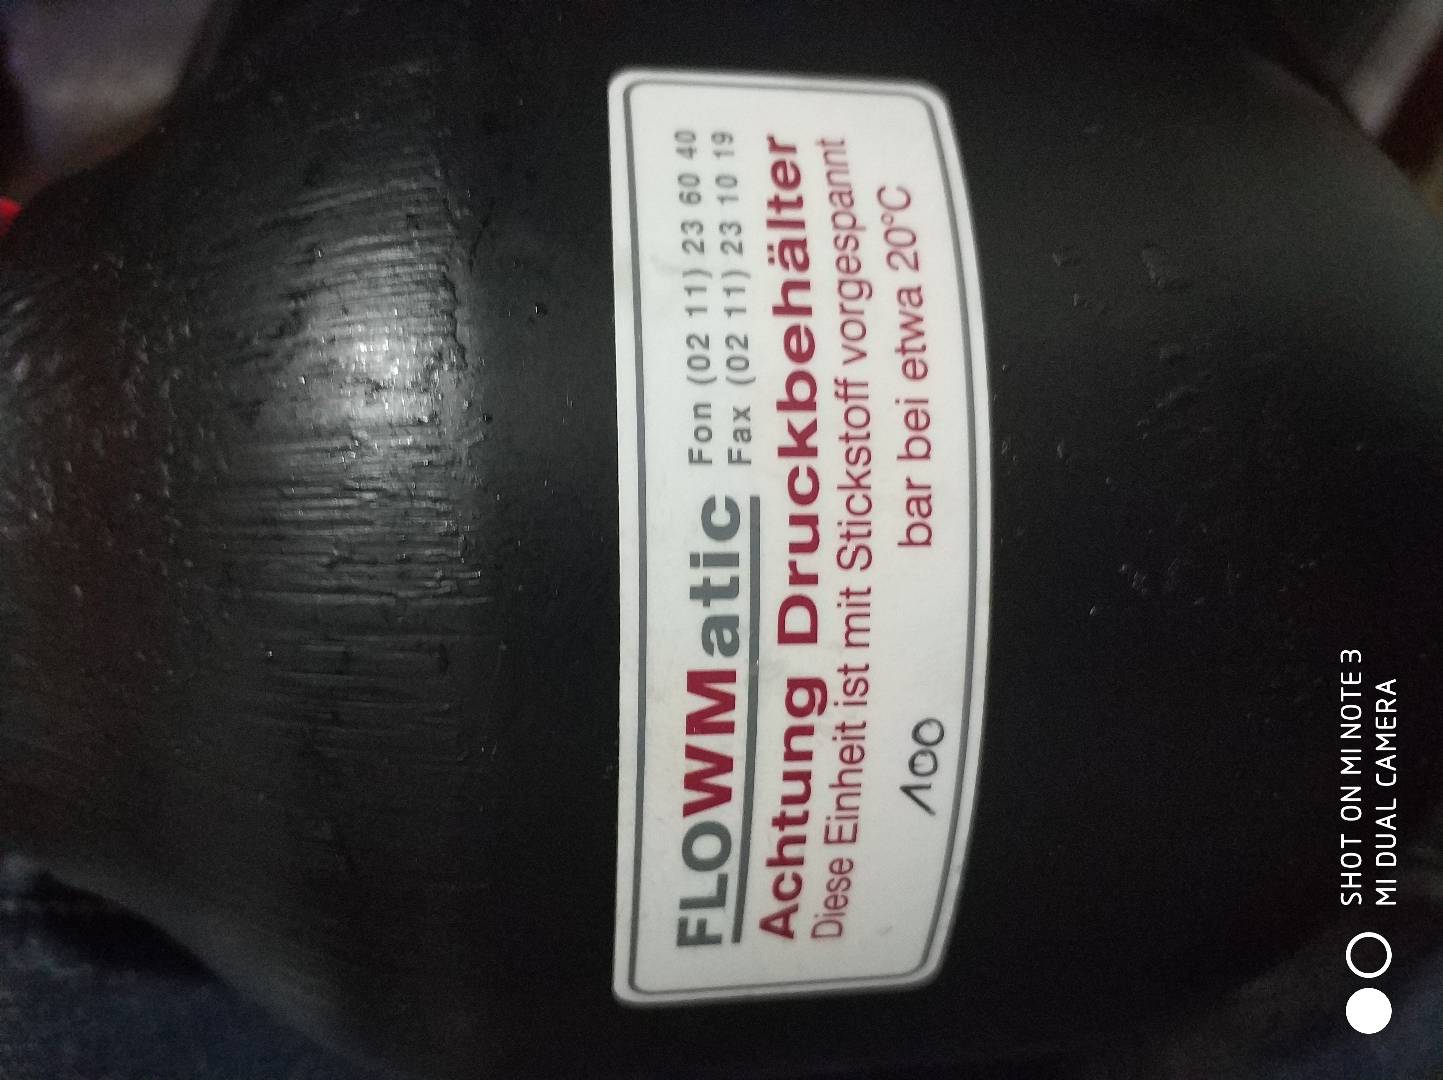 FLOWMatic
Fon (02 11) 23 60 40
Fax (02 11) 23 10 19
Achtung Druckbehälter
Diese Einheit ist mit Stickstoff vorgespannt
100 bar bei etwa 20°C
SHOT ON MI NOTE 3
MI DUAL CAMERA